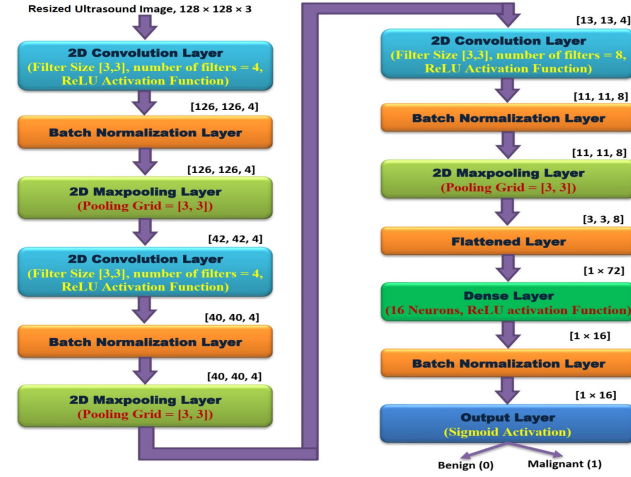 Resized Ultrasound Image, 128 × 128 × 3
2D Convolution Layer
(Filter Size [3,3], number of filters = 4,
ReLU Activation Function)
[126, 126, 4]
Batch Normalization Layer
[126, 126, 4]
2D Maxpooling Layer
(Pooling Grid = [3, 3])
[42, 42, 4]
2D Convolution Layer
(Filter Size [3,3], number of filters = 4,
ReLU Activation Function)
[40, 40, 4]
Batch Normalization Layer
[40, 40, 4]
2D Maxpooling Layer
(Pooling Grid = [3, 3])
[13, 13, 4]
2D Convolution Layer
(Filter Size [3,3], number of filters = 8,
ReLU Activation Function)
[11, 11, 8]
Batch Normalization Layer
[11, 11, 8]
2D Maxpooling Layer
(Pooling Grid = [3, 3])
[3, 3, 8]
Flattened Layer
[1 × 72]
Dense Layer
(16 Neurons, ReLU activation Function)
[1 × 16]
Batch Normalization Layer
[1 × 16]
Output Layer
(Sigmoid Activation)
Benign (0)
Malignant (1)